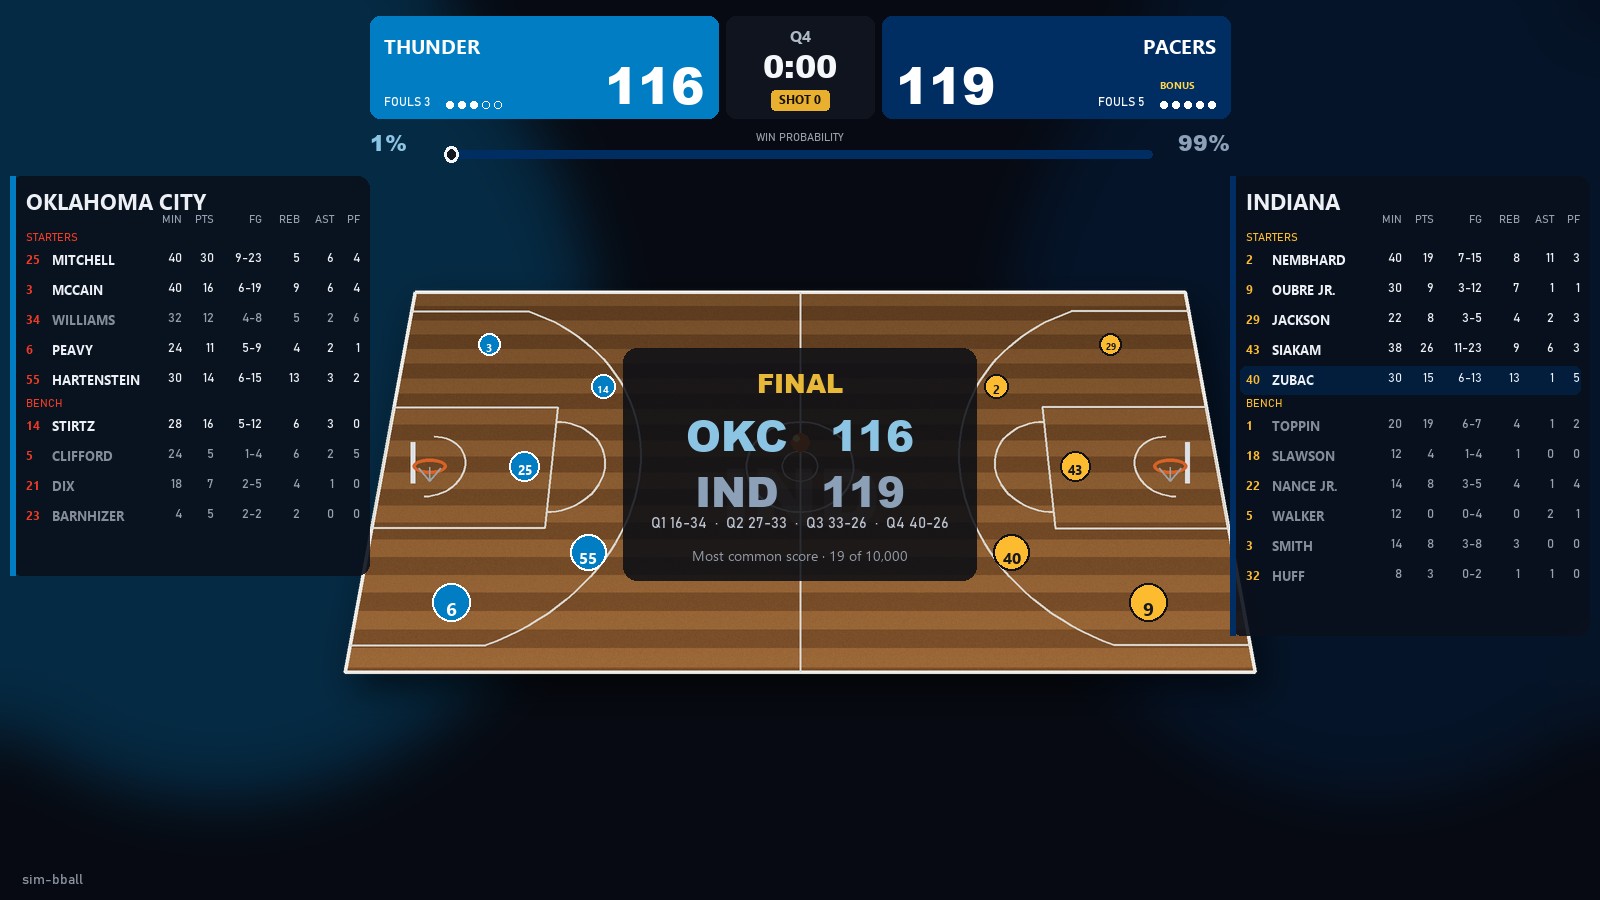 THUNDER
116
FOULS 3
Q4
0:00
SHOT 0
PACERS
119
BONUS
FOULS 5
1%
WIN PROBABILITY
99%
OKLAHOMA CITY
MIN PTS FG REB AST PF
STARTERS
25 MITCHELL 40 30 9-23 5 6 4
3 MCCAIN 40 16 6-19 9 6 4
34 WILLIAMS 32 12 4-8 5 2 6
6 PEAVY 24 11 5-9 4 2 1
55 HARTENSTEIN 30 14 6-15 13 3 2
BENCH
14 STIRTZ 28 16 5-12 6 3 0
5 CLIFFORD 24 5 1-4 6 2 5
21 DIX 18 7 2-5 4 1 0
23 BARNHIZER 4 5 2-2 2 0 0
INDIANA
MIN PTS FG REB AST PF
STARTERS
2 NEMBHARD 40 19 7-15 8 11 3
9 OUBRE JR. 30 9 3-12 7 1 1
29 JACKSON 22 8 3-5 4 2 3
43 SIAKAM 38 26 11-23 9 6 3
40 ZUBAC 30 15 6-13 13 1 5
BENCH
1 TOPPIN 20 19 6-7 4 1 2
18 SLAWSON 12 4 1-4 1 0 0
22 NANCE JR. 14 8 3-5 4 1 4
5 WALKER 12 0 0-4 0 2 1
3 SMITH 14 8 3-8 3 0 0
32 HUFF 8 3 0-2 1 1 0
3
14
25
55
6
29
2
43
40
9
FINAL
OKC 116
IND 119
Q1 16-34 · Q2 27-33 · Q3 33-26 · Q4 40-26
Most common score · 19 of 10,000
sim-bball